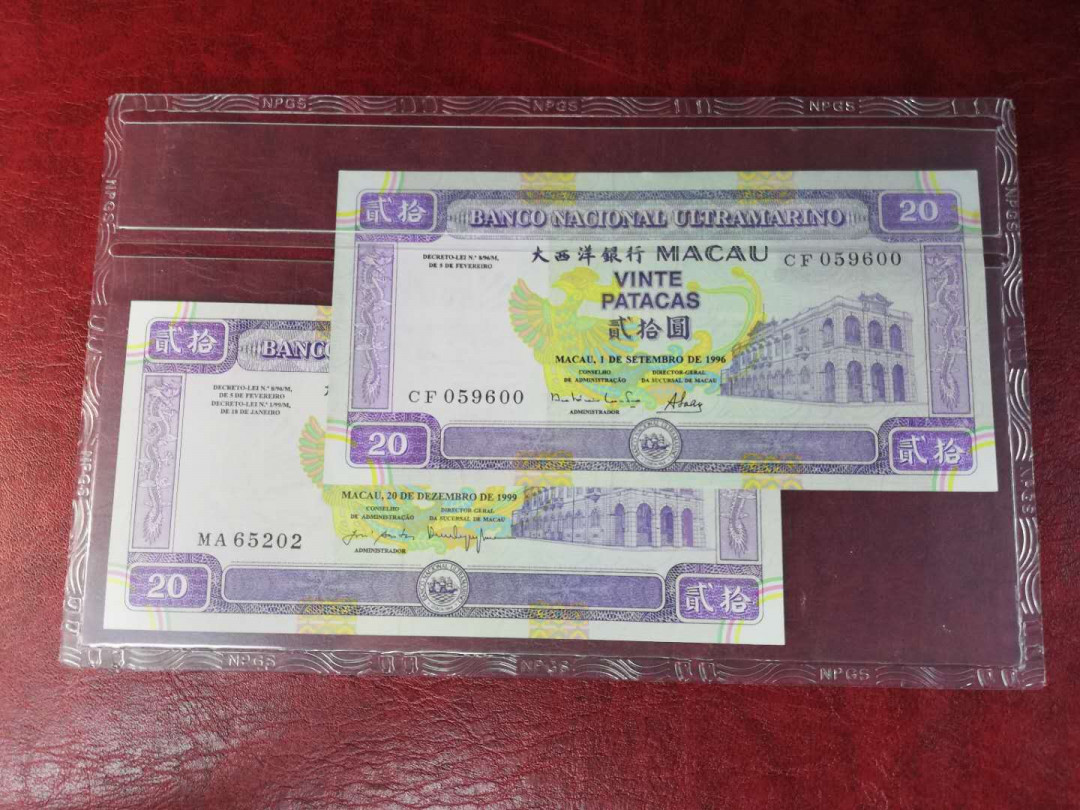 NPGS NPGS NPGS
貳拾 BANCO NACIONAL ULTRAMARINO 20
DECRETO-LEI N.º 8/96/M,
DE 5 DE FEVEREIRO
大西洋銀行 MACAU
CF 059600
VINTE
PATACAS
貳拾圓
MACAU, 1 DE SETEMBRO DE 1996
CONSELHO
DE ADMINISTRAÇÃO
DIRECTOR-GERAL
DA SUCURSAL DE MACAU
CF 059600
ADMINISTRADOR
20 貳拾
貳拾 BANC
DECRETO-LEI N.º 8/96/M,
DE 5 DE FEVEREIRO
DECRETO-LEI N.º 1/99/M,
DE 18 DE JANEIRO
MACAU, 20 DE DEZEMBRO DE 1999
CONSELHO
DE ADMINISTRAÇÃO
DIRECTOR-GERAL
DA SUCURSAL DE MACAU
MA 65202
ADMINISTRADOR
20 貳拾
NPGS NPGS NPGS